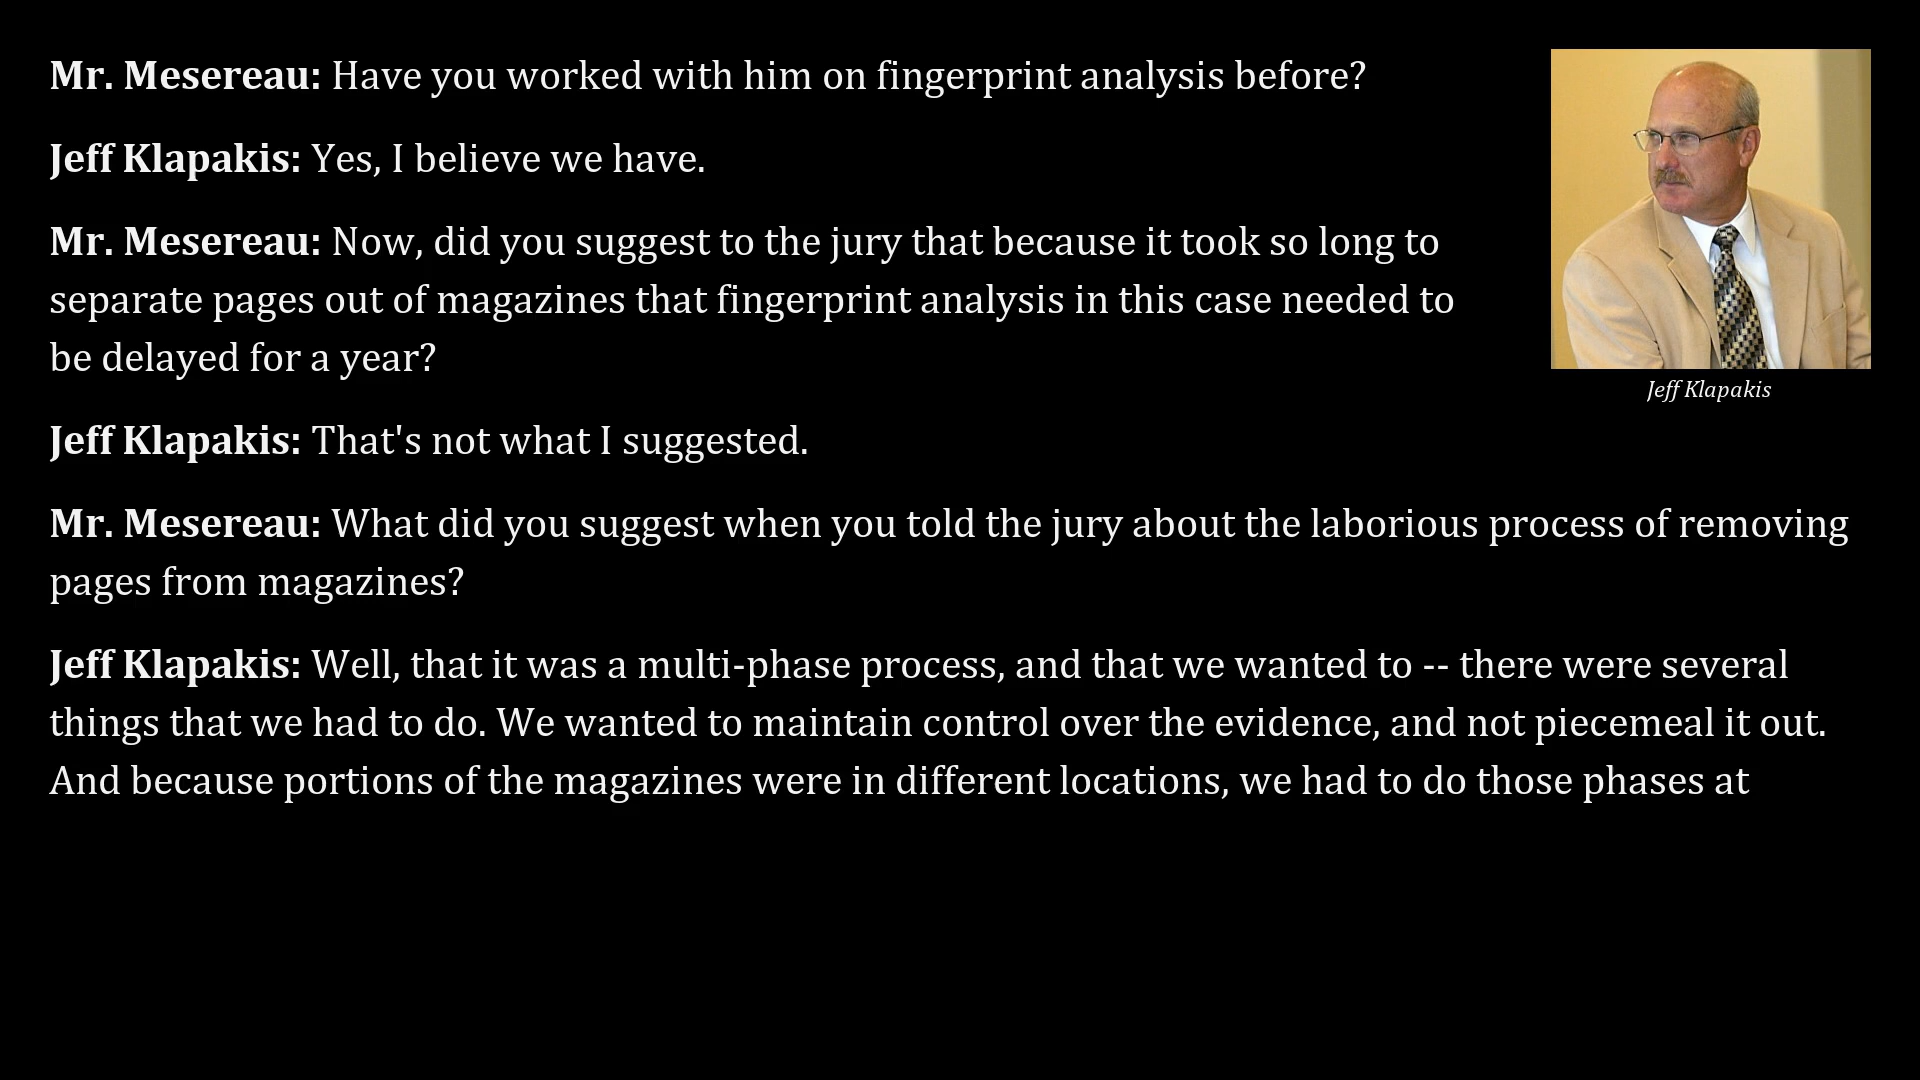 Mr. Mesereau: Have you worked with him on fingerprint analysis before?
Jeff Klapakis: Yes, I believe we have.
Mr. Mesereau: Now, did you suggest to the jury that because it took so long to
separate pages out of magazines that fingerprint analysis in this case needed to
be delayed for a year?
Jeff Klapakis
Jeff Klapakis: That's not what I suggested.
Mr. Mesereau: What did you suggest when you told the jury about the laborious process of removing
pages from magazines?
Jeff Klapakis: Well, that it was a multi-phase process, and that we wanted to -- there were several
things that we had to do. We wanted to maintain control over the evidence, and not piecemeal it out.
And because portions of the magazines were in different locations, we had to do those phases at